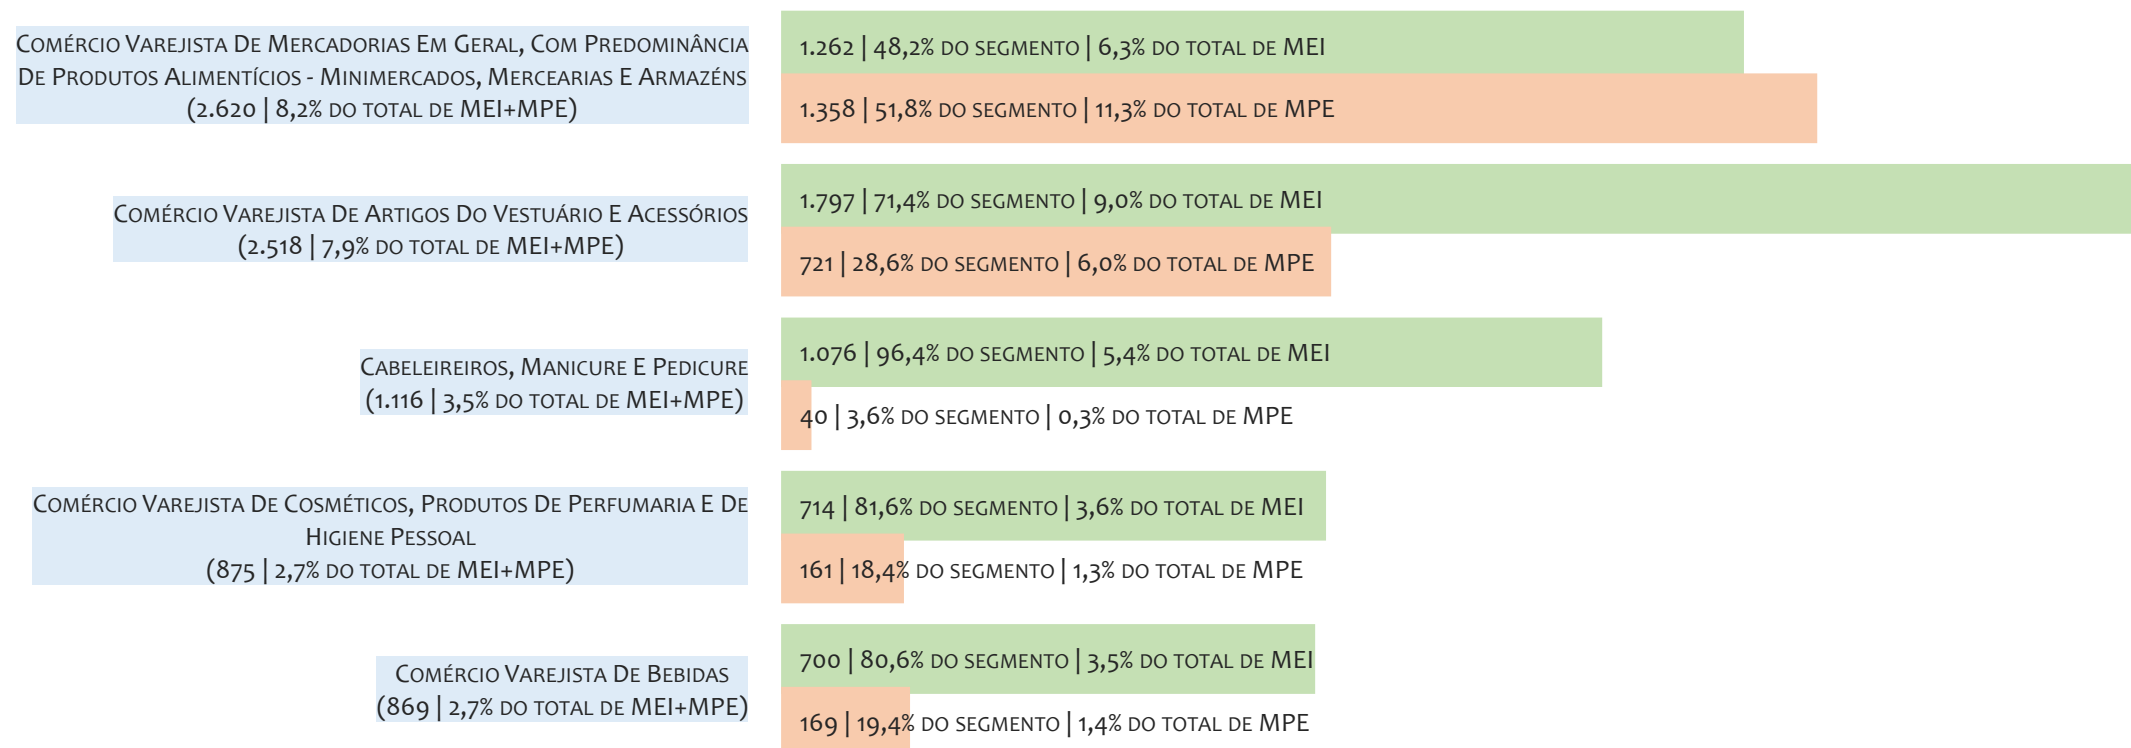 Comércio Varejista De Mercadorias Em Geral, Com Predominância
De Produtos Alimentícios - Minimercados, Mercearias E Armazéns
(2.620 | 8,2% do total de MEI+MPE)
1.262 | 48,2% do segmento | 6,3% do total de MEI
1.358 | 51,8% do segmento | 11,3% do total de MPE
Comércio Varejista De Artigos Do Vestuário E Acessórios
(2.518 | 7,9% do total de MEI+MPE)
1.797 | 71,4% do segmento | 9,0% do total de MEI
721 | 28,6% do segmento | 6,0% do total de MPE
Cabeleireiros, Manicure E Pedicure
(1.116 | 3,5% do total de MEI+MPE)
1.076 | 96,4% do segmento | 5,4% do total de MEI
40 | 3,6% do segmento | 0,3% do total de MPE
Comércio Varejista De Cosméticos, Produtos De Perfumaria E De
Higiene Pessoal
(875 | 2,7% do total de MEI+MPE)
714 | 81,6% do segmento | 3,6% do total de MEI
161 | 18,4% do segmento | 1,3% do total de MPE
Comércio Varejista De Bebidas
(869 | 2,7% do total de MEI+MPE)
700 | 80,6% do segmento | 3,5% do total de MEI
169 | 19,4% do segmento | 1,4% do total de MPE